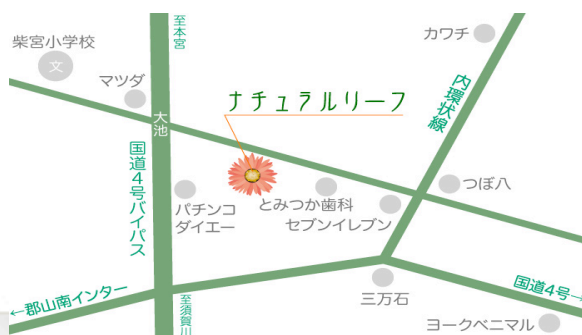 至本宮
柴宮小学校
文
マツダ
カワチ
内環状線
ナチュラルリーフ
大池
国道4号バイパス
つぼ八
パチンコ
ダイエー
とみつか歯科
セブンイレブン
←郡山南インター
至須賀川
三万石
国道4号→
ヨークベニマル